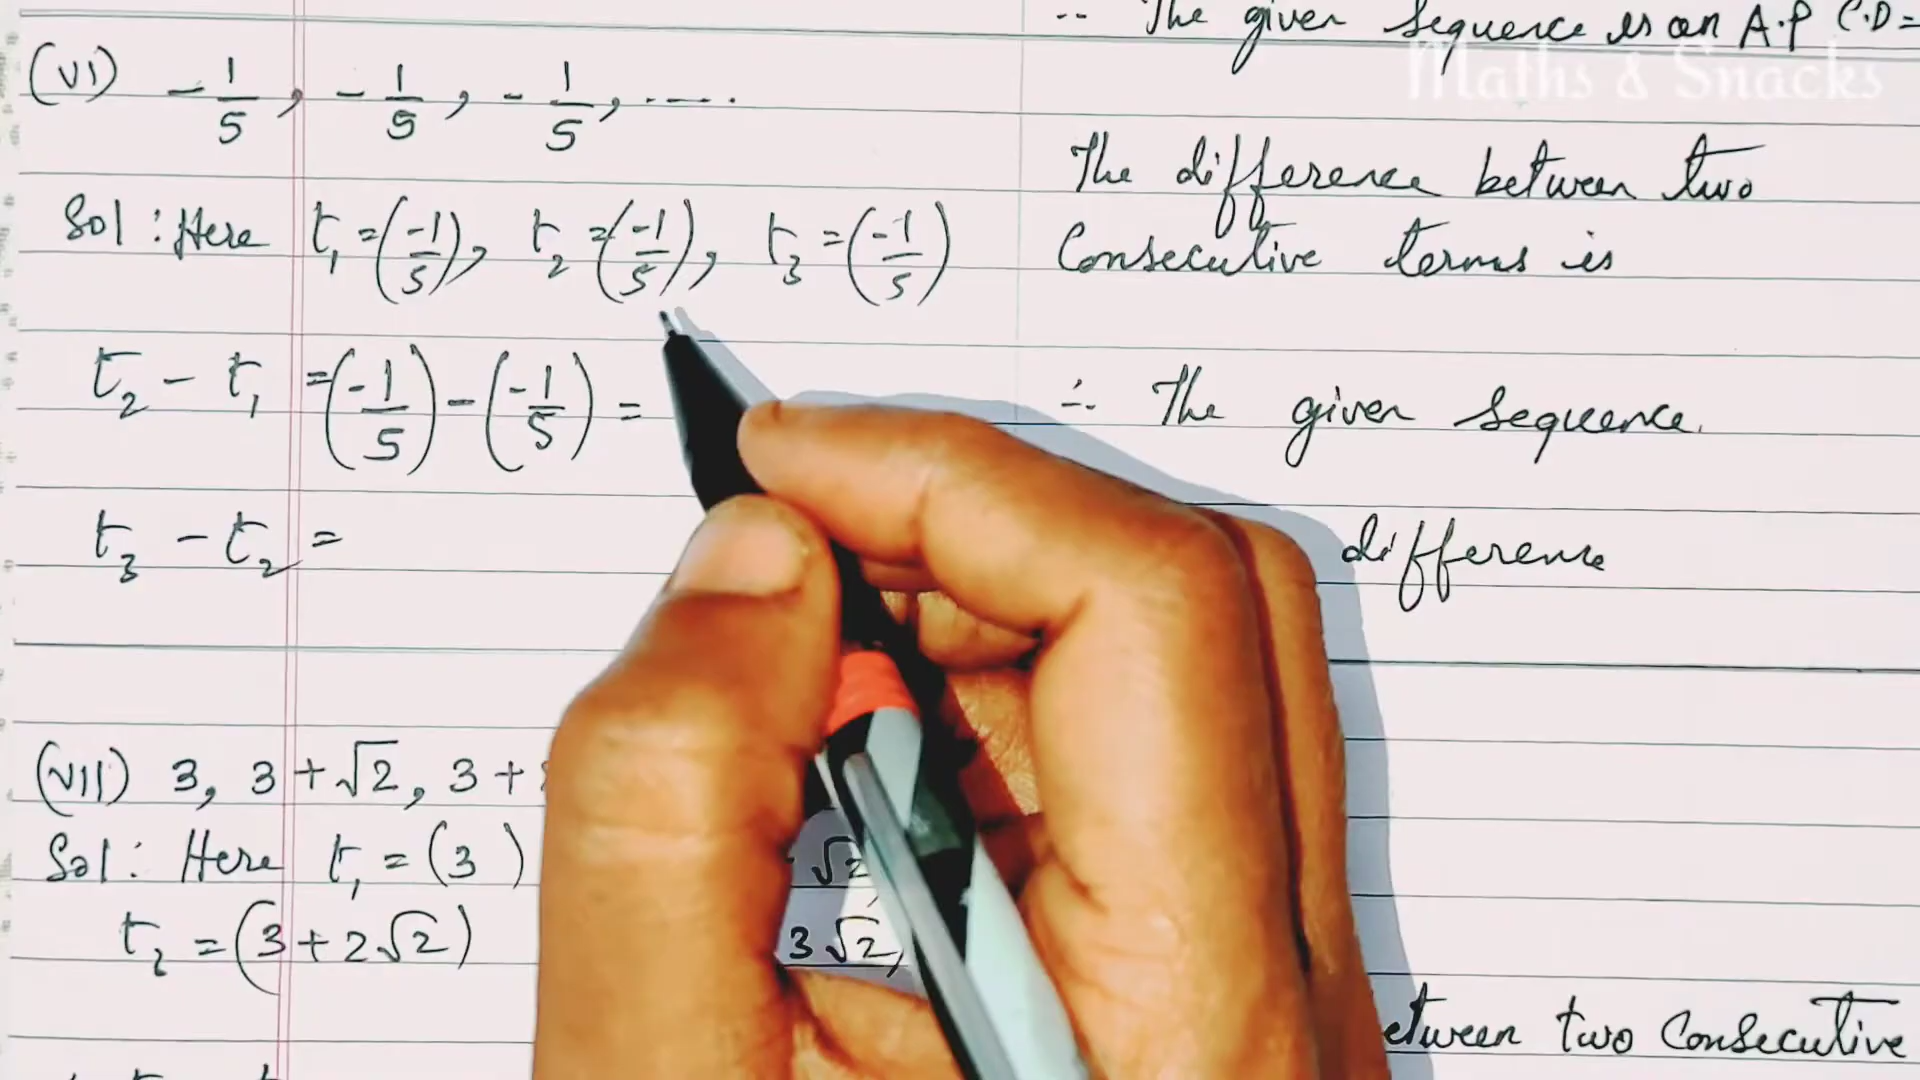 ∴ The given sequence is an A.P C.D =
Maths & Snacks
(VI) -1/5, -1/5, -1/5, .....
Sol : Here t₁ = (-1/5), t₂ = (-1/5), t₃ = (-1/5)
t₂ - t₁ = (-1/5) - (-1/5) =
t₃ - t₂ =
The difference between two
Consecutive terms is
∴ The given sequence
difference
(VII) 3, 3 + √2, 3 +
Sol : Here t₁ = (3) √2
t₂ = (3 + 2√2) 3√2,
etween two Consecutive